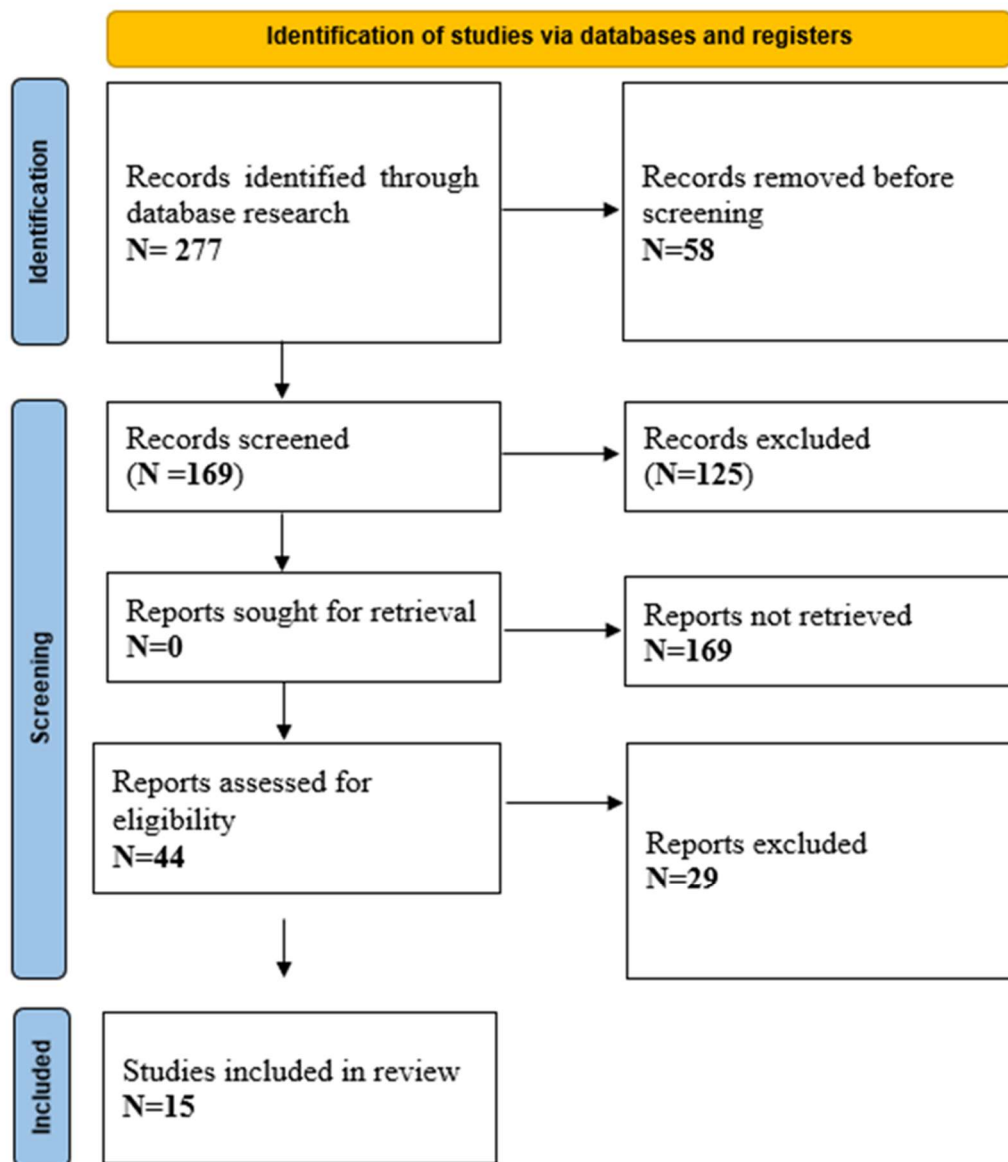 Identification of studies via databases and registers
Identification
Records identified through
database research
N= 277
Records removed before
screening
N=58
Screening
Records screened
(N =169)
Records excluded
(N=125)
Reports sought for retrieval
N=0
Reports not retrieved
N=169
Reports assessed for
eligibility
N=44
Reports excluded
N=29
Included
Studies included in review
N=15